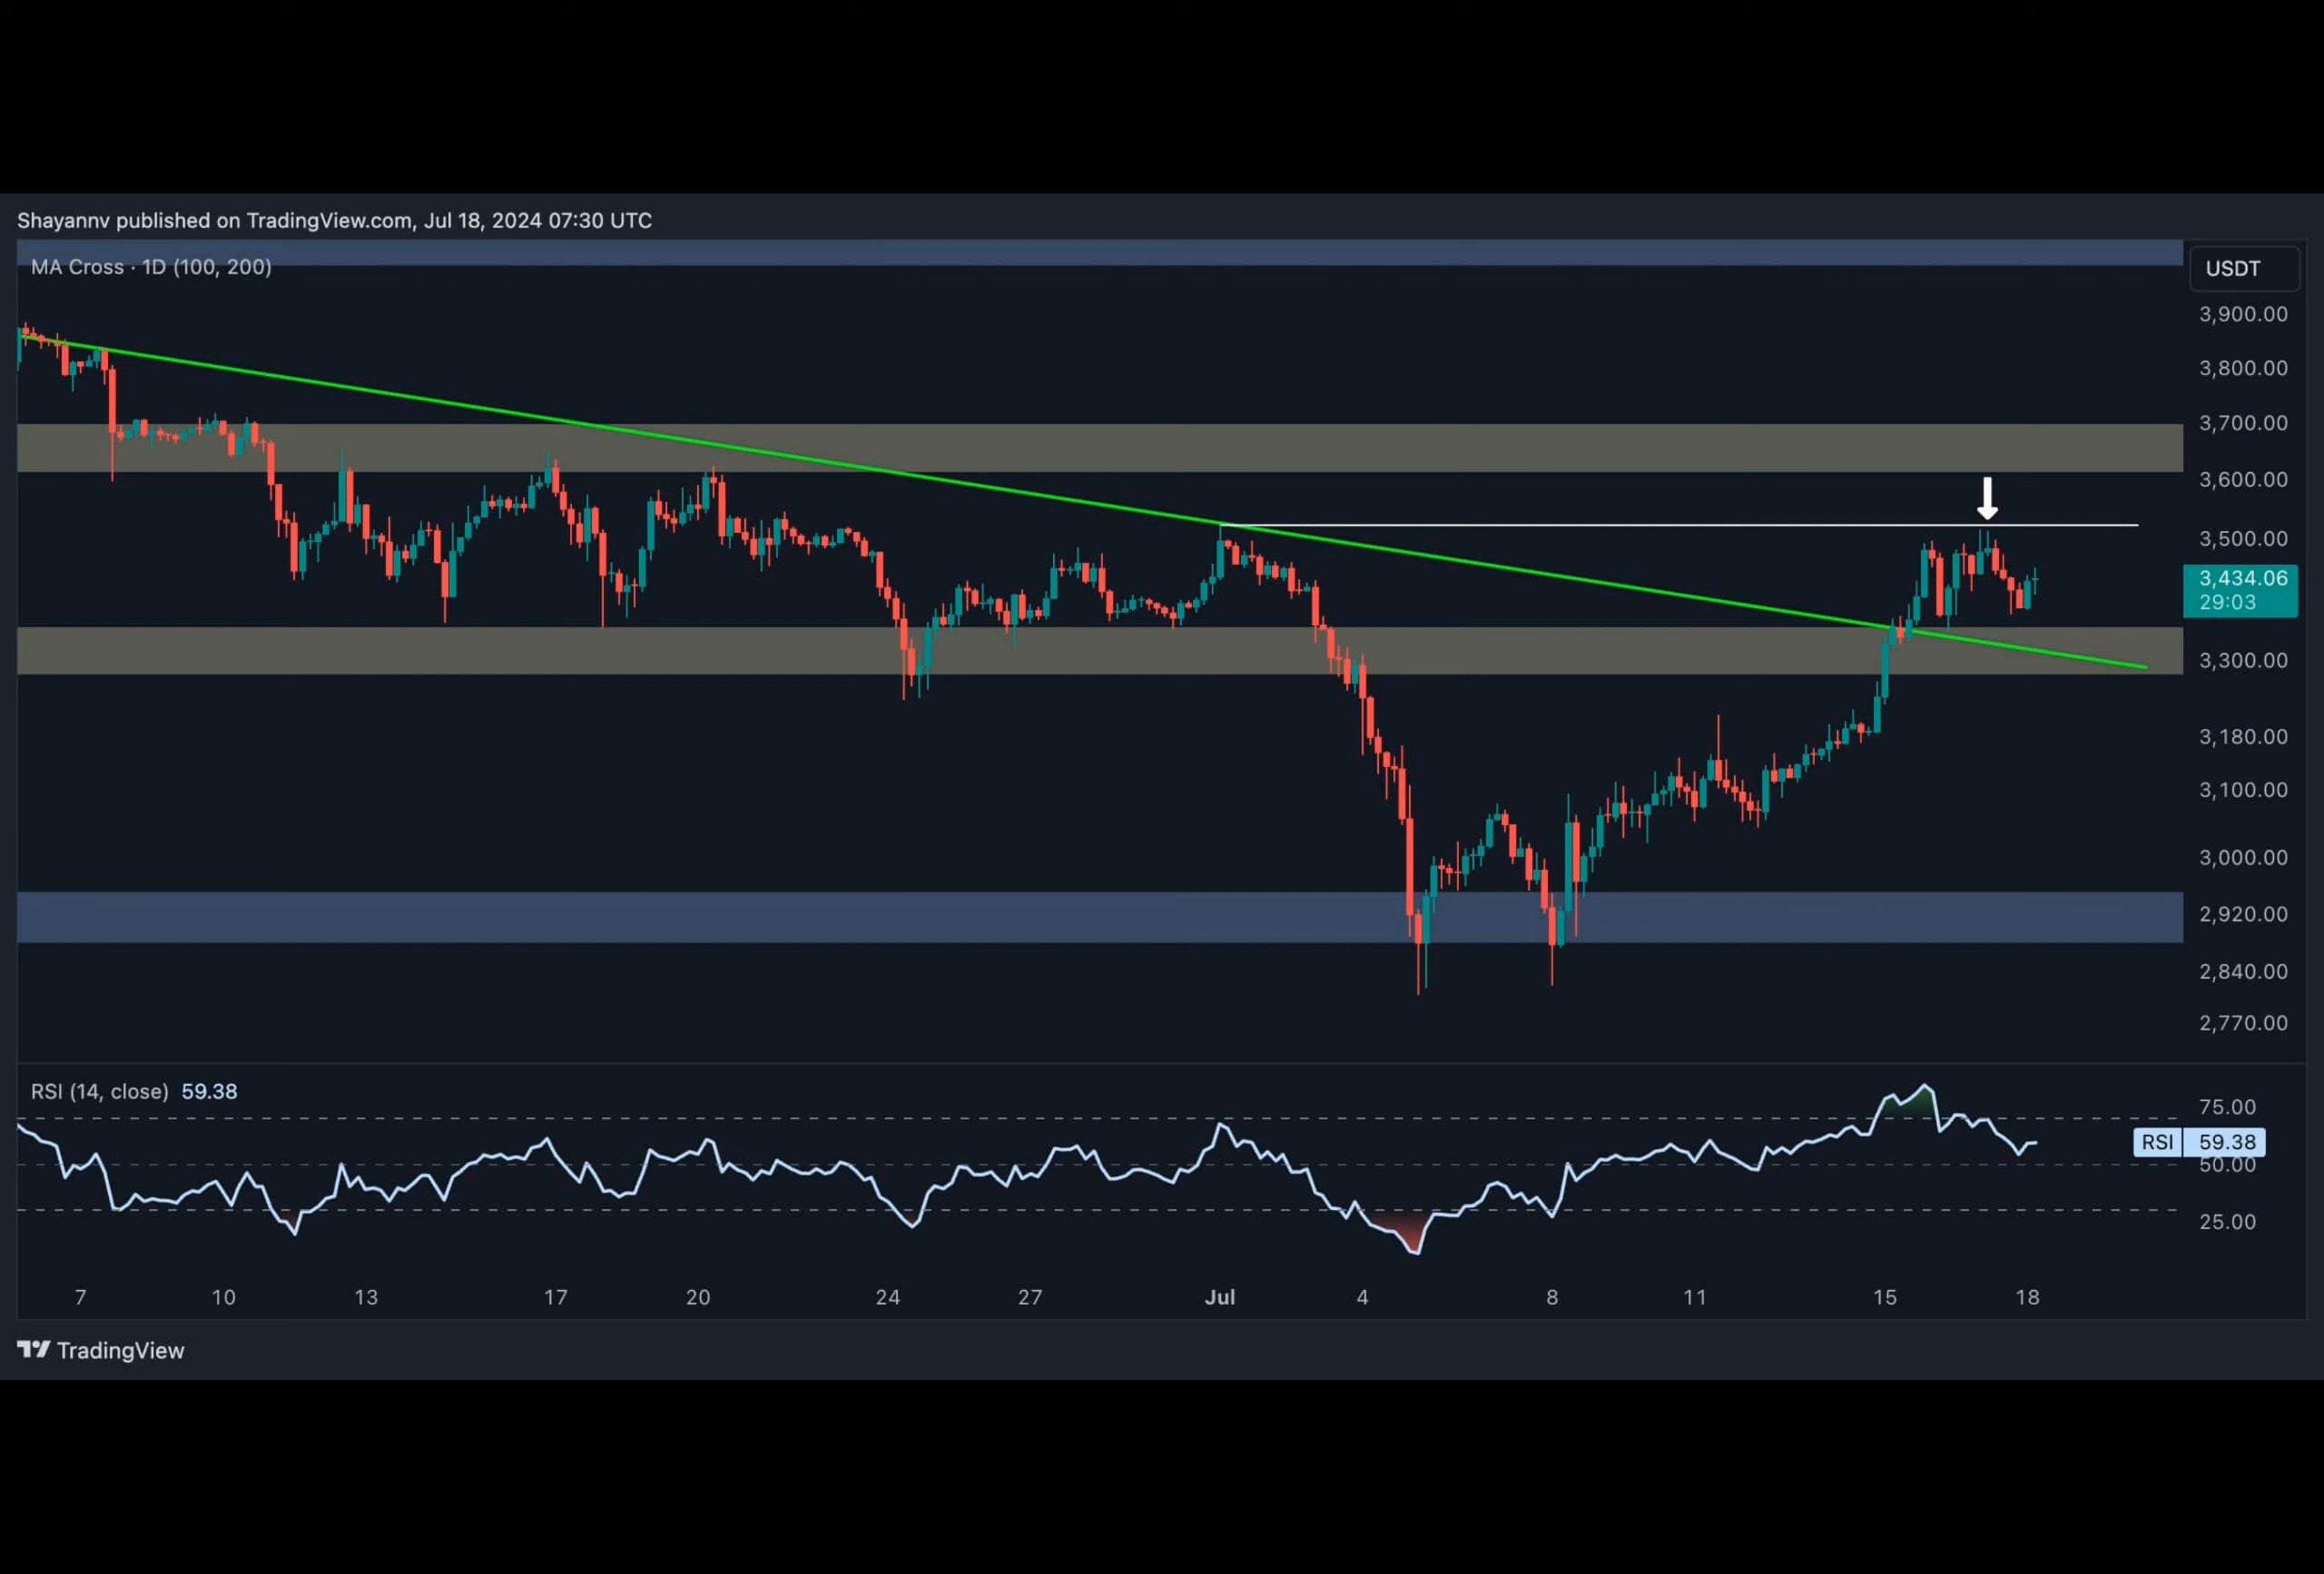 Shayannv published on TradingView.com, Jul 18, 2024 07:30 UTC
MA Cross · 1D (100, 200)
USDT
3,900.00
3,800.00
3,700.00
3,600.00
3,500.00
3,434.06
29:03
3,300.00
3,180.00
3,100.00
3,000.00
2,920.00
2,840.00
2,770.00
RSI (14, close) 59.38
75.00
RSI 59.38
50.00
25.00
7 10 13 17 20 24 27 Jul 4 8 11 15 18
TradingView